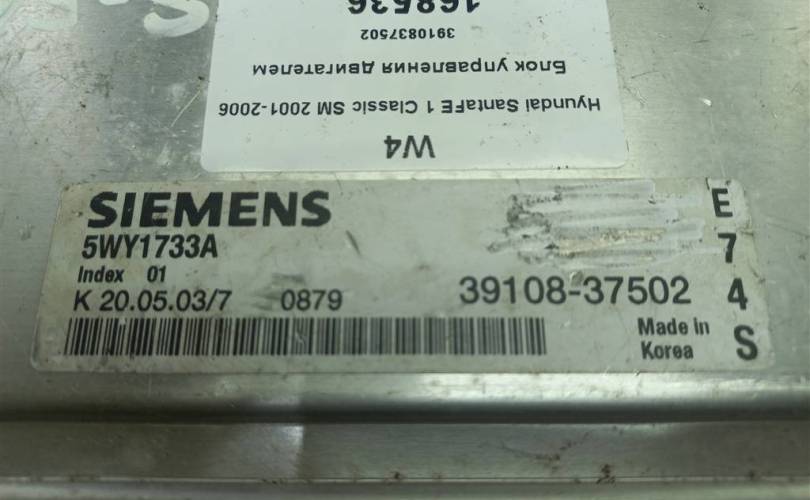 W4
Hyundai SantaFE 1 Classic SM 2001-2006
Блок управления двигателем
3910837502
168536
SIEMENS
5WY1733A
Index 01
K 20.05.03/7 0879
39108-37502
Made in
Korea
E
7
4
S